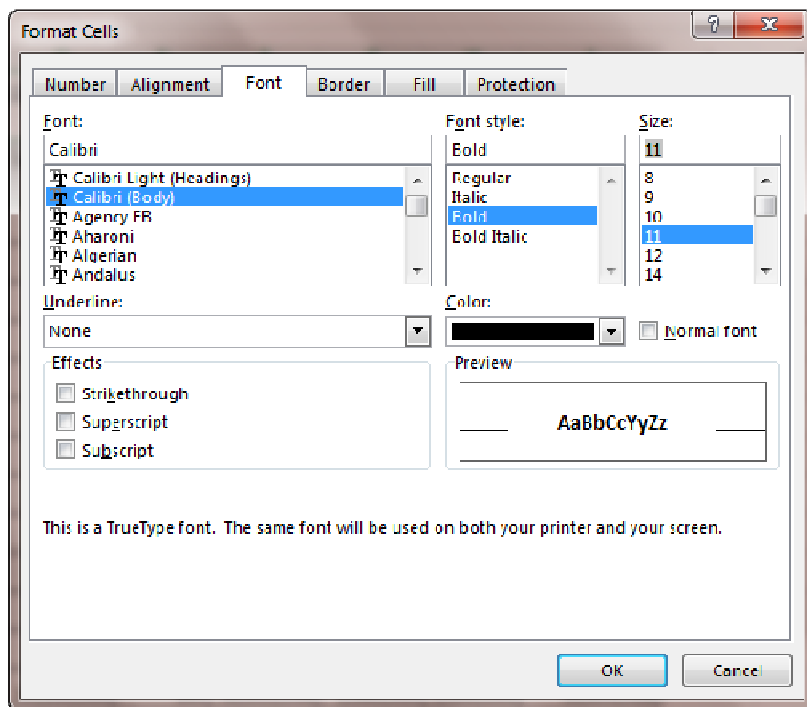 Format Cells
Number Alignment Font Border Fill Protection
Font: Font style: Size:
Calibri Bold 11
Calibri Light (Headings) Regular 8
Calibri (Body) Italic 9
Agency FB Bold 10
Aharoni Bold Italic 11
Algerian 12
Andalus 14
Underline: Color:
None Normal font
Effects Preview
Strikethrough
Superscript AaBbCcYyZz
Subscript
This is a TrueType font. The same font will be used on both your printer and your screen.
OK Cancel